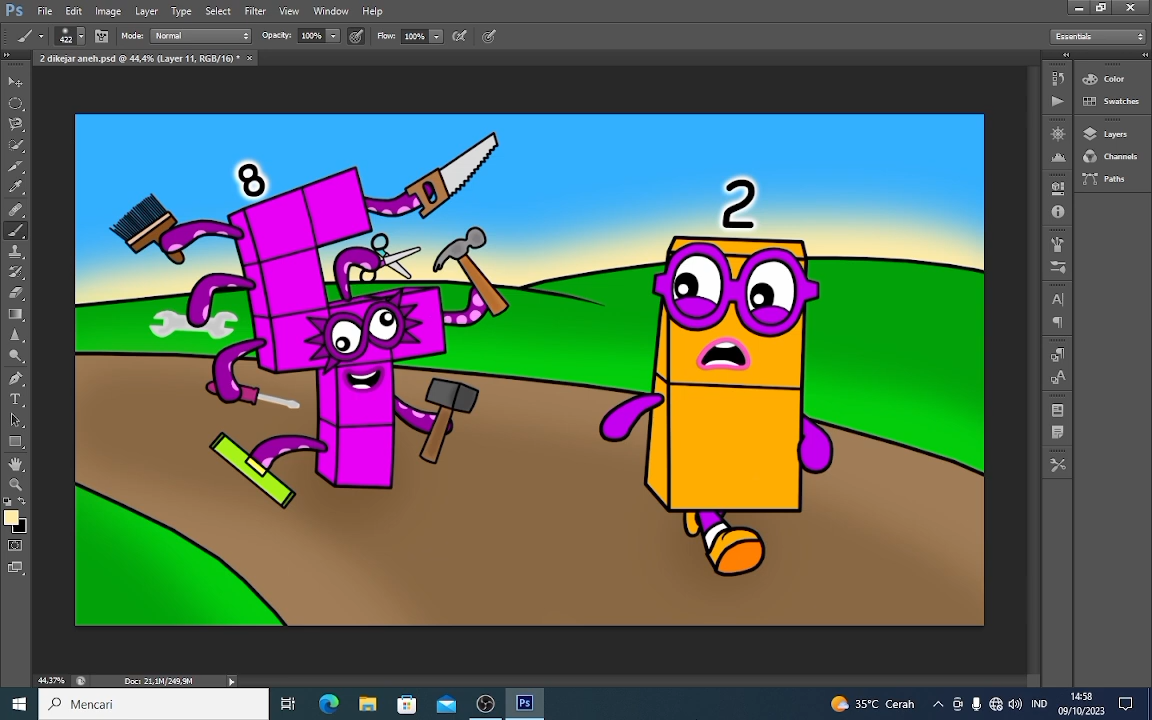 Ps File Edit Image Layer Type Select Filter View Window Help
422 Mode: Normal Opacity: 100% Flow: 100% Essentials
2 dikejar aneh.psd @ 44,4% (Layer 11, RGB/16) * ×
Color
Swatches
Layers
Channels
Paths
8
2
44,37% Doc: 21,1M/249,9M
Mencari Ps 35°C Cerah IND 14:58
09/10/2023